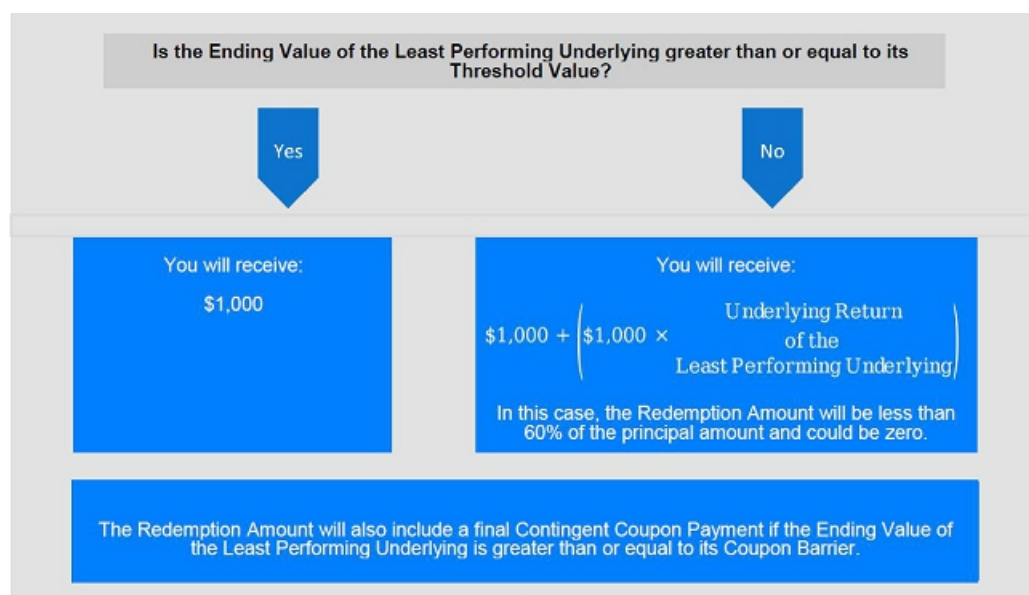 Is the Ending Value of the Least Performing Underlying greater than or equal to its
Threshold Value?
Yes
No
You will receive:
$1,000
You will receive:
$1,000 + ($1,000 × Underlying Return
of the
Least Performing Underlying)
In this case, the Redemption Amount will be less than
60% of the principal amount and could be zero.
The Redemption Amount will also include a final Contingent Coupon Payment if the Ending Value of
the Least Performing Underlying is greater than or equal to its Coupon Barrier.